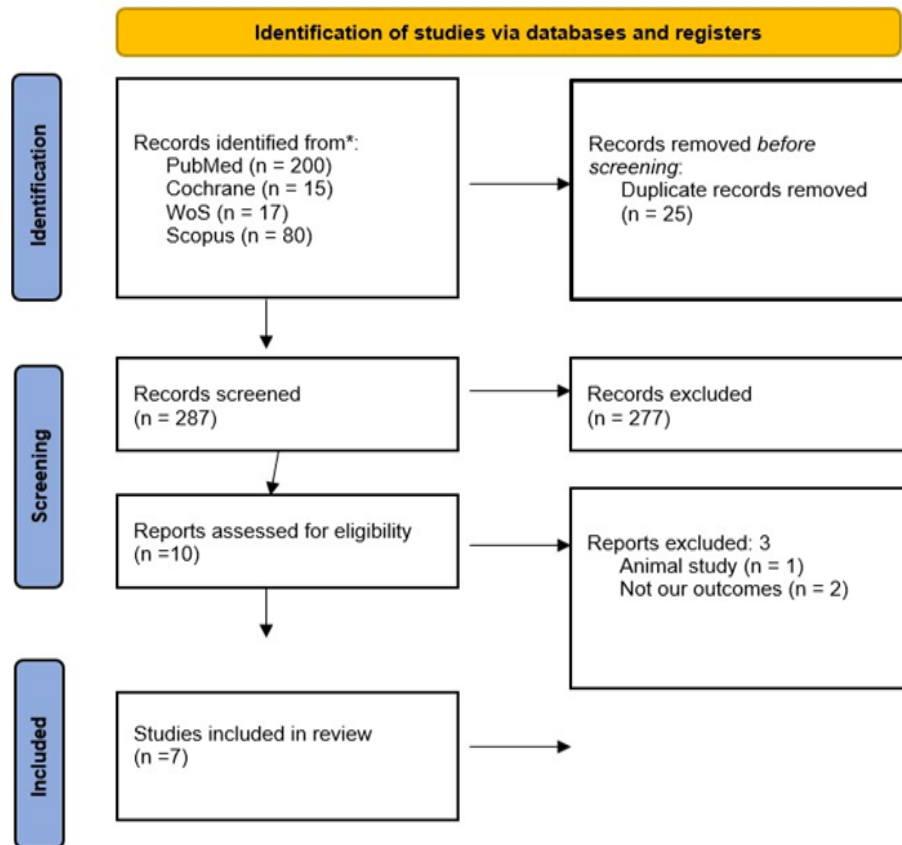 Identification of studies via databases and registers
Identification
Records identified from*:
PubMed (n = 200)
Cochrane (n = 15)
WoS (n = 17)
Scopus (n = 80)
Records removed before
screening:
Duplicate records removed
(n = 25)
Screening
Records screened
(n = 287)
Records excluded
(n = 277)
Reports assessed for eligibility
(n =10)
Reports excluded: 3
Animal study (n = 1)
Not our outcomes (n = 2)
Included
Studies included in review
(n =7)